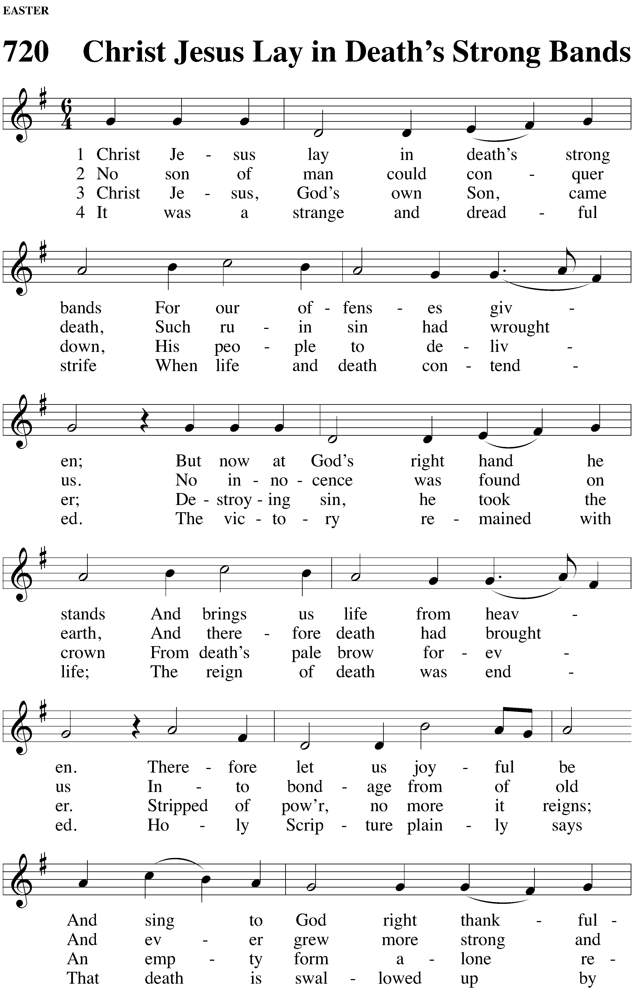 EASTER
720 Christ Jesus Lay in Death’s Strong Bands
6
4
1 Christ Je - sus lay in death’s strong
2 No son of man could con - quer
3 Christ Je - sus, God’s own Son, came
4 It was a strange and dread - ful
bands For our of - fens - es giv -
death, Such ru - in sin had wrought
down, His peo - ple to de - liv -
strife When life and death con - tend -
en; But now at God’s right hand he
us. No in - no - cence was found on
er; De - stroy - ing sin, he took the
ed. The vic - to - ry re - mained with
stands And brings us life from heav -
earth, And there - fore death had brought
crown From death’s pale brow for - ev -
life; The reign of death was end -
en. There - fore let us joy - ful be
us In - to bond - age from of old
er. Stripped of pow’r, no more it reigns;
ed. Ho - ly Scrip - ture plain - ly says
And sing to God right thank - ful -
And ev - er grew more strong and
An emp - ty form a - lone re -
That death is swal - lowed up by